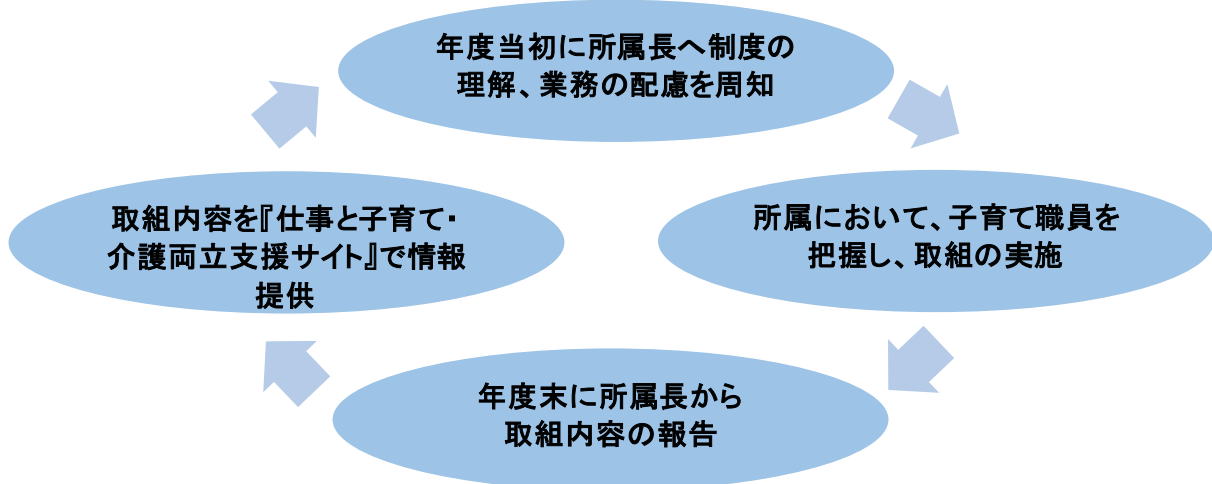 年度当初に所属長へ制度の
理解、業務の配慮を周知
所属において、子育て職員を
把握し、取組の実施
年度末に所属長から
取組内容の報告
取組内容を『仕事と子育て・
介護両立支援サイト』で情報
提供